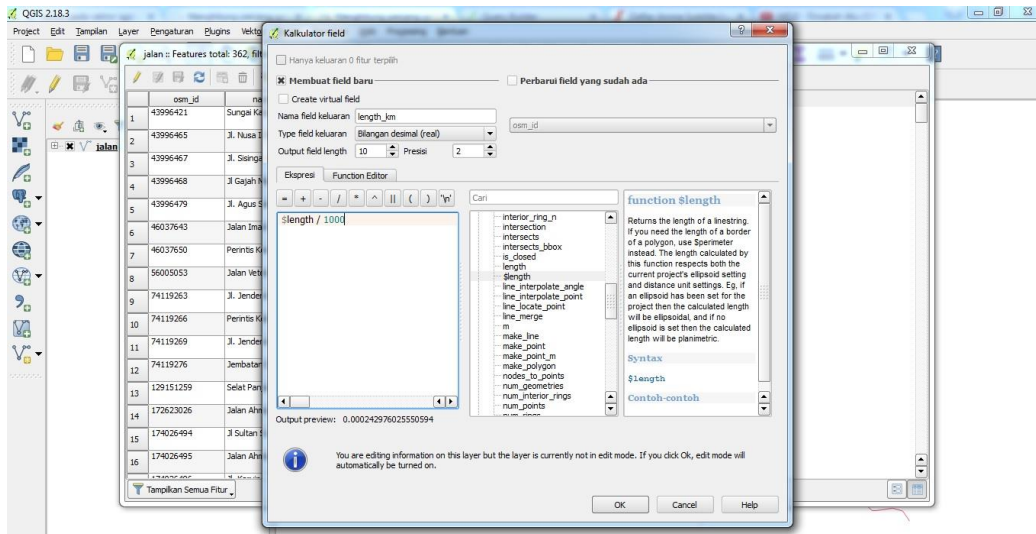 QGIS 2.18.3
Project Edit Tampilan Layer Pengaturan Plugins Vekto
jalan :: Features total: 362, filt
jalan
osm_id na
1 43996421 Sungai Ka
2 43996465 Jl. Nusa I
3 43996467 Jl. Sisinga
4 43996468 Jl Gajah M
5 43996479 Jl. Agus S
6 46037643 Jalan Ima
7 46037650 Perintis Ke
8 56005053 Jalan Vete
9 74119263 Jl. Jender
10 74119266 Perintis Ke
11 74119269 Jl. Jender
12 74119276 Jembatan
13 129151259 Selat Pan
14 172623026 Jalan Ahm
15 174026494 Jl Sultan S
16 174026495 Jalan Ahm
Tampilkan Semua Fitur
Kalkulator field
Hanya keluaran 0 fitur terpilih
Membuat field baru
Perbarui field yang sudah ada
Create virtual field
Nama field keluaran length_km
osm_id
Type field keluaran Bilangan desimal (real)
Output field length 10 Presisi 2
Ekspresi Function Editor
= + - / * ^ || ( ) '\n'
$length / 1000
Output preview: 0.000242976025550594
Cari
interior_ring_n
intersection
intersects
intersects_bbox
is_closed
length
$length
line_interpolate_angle
line_interpolate_point
line_locate_point
line_merge
m
make_line
make_point
make_point_m
make_polygon
nodes_to_points
num_geometries
num_interior_rings
num_points
num_rings
function $length
Returns the length of a linestring.
If you need the length of a border
of a polygon, use $perimeter
instead. The length calculated by
this function respects both the
current project's ellipsoid setting
and distance unit settings. Eg, if
an ellipsoid has been set for the
project then the calculated length
will be ellipsoidal, and if no
ellipsoid is set then the calculated
length will be planimetric.
Syntax
$length
Contoh-contoh
You are editing information on this layer but the layer is currently not in edit mode. If you click Ok, edit mode will
automatically be turned on.
OK Cancel Help